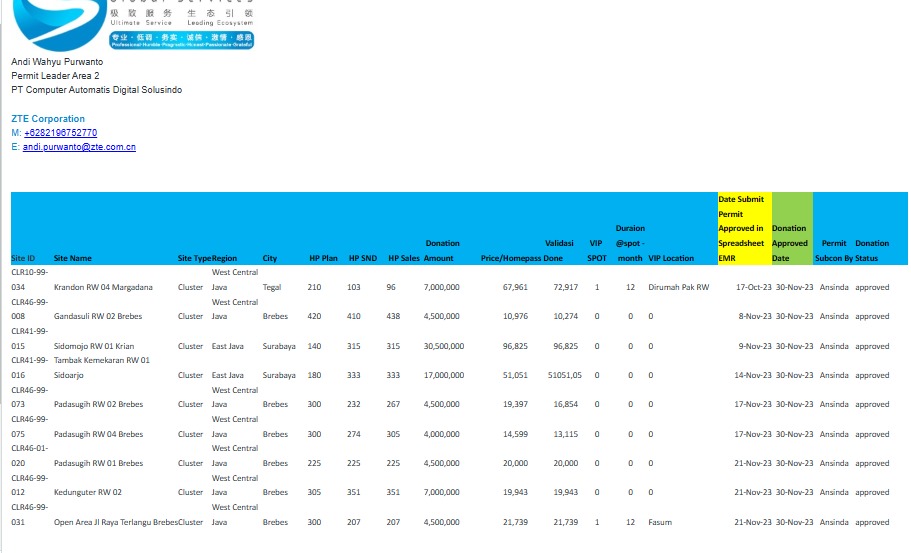 极 致 服 务 生 态 引 领
Ultimate Service Leading Ecosystem
专业 · 低调 · 务实 · 诚信 · 激情 · 感恩
Professional·Humble·Pragmatic·Honest·Passionate·Grateful
Andi Wahyu Purwanto
Permit Leader Area 2
PT Computer Automatis Digital Solusindo
ZTE Corporation
M: +6282196752770
E: andi.purwanto@zte.com.cn
Site ID Site Name Site Type Region City HP Plan HP SND HP Sales Donation Amount Price/Homepass Validasi Done VIP SPOT Duraion @spot - month VIP Location Date Submit Permit Approved in Spreadsheet EMR Donation Approved Date Permit Subcon By Donation Status
CLR10-99-034 Krandon RW 04 Margadana Cluster West Central Java Tegal 210 103 96 7,000,000 67,961 72,917 1 12 Dirumah Pak RW 17-Oct-23 30-Nov-23 Ansinda approved
CLR46-99-008 Gandasuli RW 02 Brebes Cluster West Central Java Brebes 420 410 438 4,500,000 10,976 10,274 0 0 0 8-Nov-23 30-Nov-23 Ansinda approved
CLR41-99-015 Sidomojo RW 01 Krian Cluster East Java Surabaya 140 315 315 30,500,000 96,825 96,825 0 0 0 9-Nov-23 30-Nov-23 Ansinda approved
CLR41-99-016 Tambak Kemekaran RW 01 Sidoarjo Cluster East Java Surabaya 180 333 333 17,000,000 51,051 51051,05 0 0 0 14-Nov-23 30-Nov-23 Ansinda approved
CLR46-99-073 Padasugih RW 02 Brebes Cluster West Central Java Brebes 300 232 267 4,500,000 19,397 16,854 0 0 0 17-Nov-23 30-Nov-23 Ansinda approved
CLR46-99-075 Padasugih RW 04 Brebes Cluster West Central Java Brebes 300 274 305 4,000,000 14,599 13,115 0 0 0 17-Nov-23 30-Nov-23 Ansinda approved
CLR46-01-020 Padasugih RW 01 Brebes Cluster West Central Java Brebes 225 225 225 4,500,000 20,000 20,000 0 0 0 21-Nov-23 30-Nov-23 Ansinda approved
CLR46-99-012 Kedunguter RW 02 Cluster West Central Java Brebes 305 351 351 7,000,000 19,943 19,943 0 0 0 21-Nov-23 30-Nov-23 Ansinda approved
CLR46-99-031 Open Area Jl Raya Terlangu Brebes Cluster West Central Java Brebes 300 207 207 4,500,000 21,739 21,739 1 12 Fasum 21-Nov-23 30-Nov-23 Ansinda approved